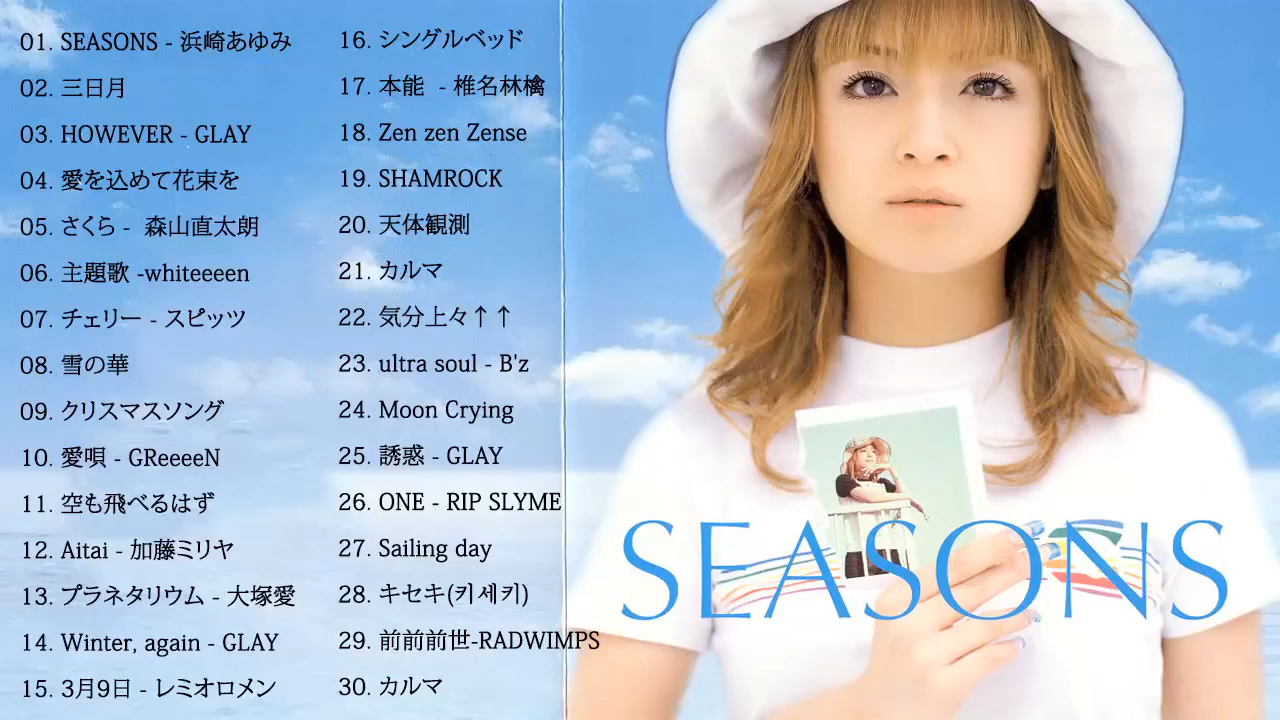 01. SEASONS - 浜崎あゆみ
02. 三日月
03. HOWEVER - GLAY
04. 愛を込めて花束を
05. さくら - 森山直太朗
06. 主題歌 -whiteeeen
07. チェリー - スピッツ
08. 雪の華
09. クリスマスソング
10. 愛唄 - GReeeeN
11. 空も飛べるはず
12. Aitai - 加藤ミリヤ
13. プラネタリウム - 大塚愛
14. Winter, again - GLAY
15. 3月9日 - レミオロメン
16. シングルベッド
17. 本能 - 椎名林檎
18. Zen zen Zense
19. SHAMROCK
20. 天体観測
21. カルマ
22. 気分上々↑↑
23. ultra soul - B'z
24. Moon Crying
25. 誘惑 - GLAY
26. ONE - RIP SLYME
27. Sailing day
28. キセキ(키세키)
29. 前前前世-RADWIMPS
30. カルマ
SEASONS